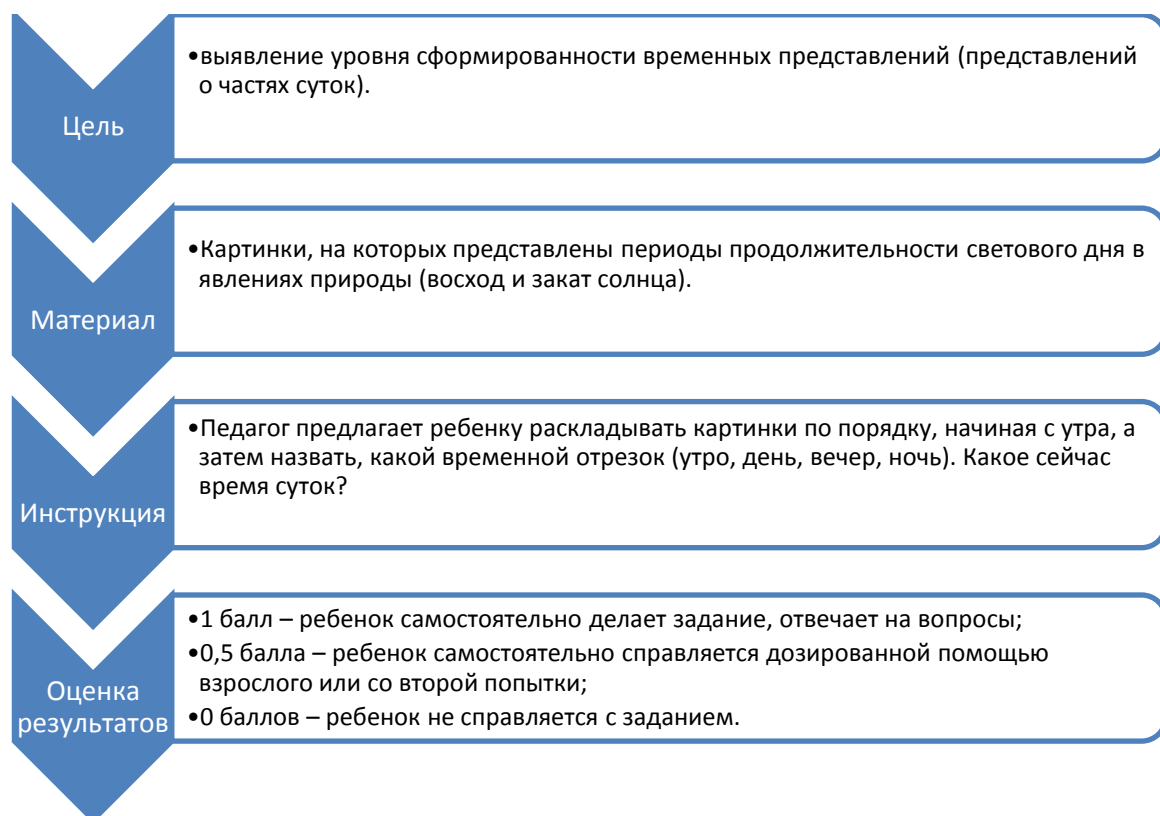 Цель
•выявление уровня сформированности временных представлений (представлений
о частях суток).
Материал
•Картинки, на которых представлены периоды продолжительности светового дня в
явлениях природы (восход и закат солнца).
Инструкция
•Педагог предлагает ребенку раскладывать картинки по порядку, начиная с утра, а
затем назвать, какой временной отрезок (утро, день, вечер, ночь). Какое сейчас
время суток?
Оценка
результатов
•1 балл – ребенок самостоятельно делает задание, отвечает на вопросы;
•0,5 балла – ребенок самостоятельно справляется дозированной помощью
взрослого или со второй попытки;
•0 баллов – ребенок не справляется с заданием.